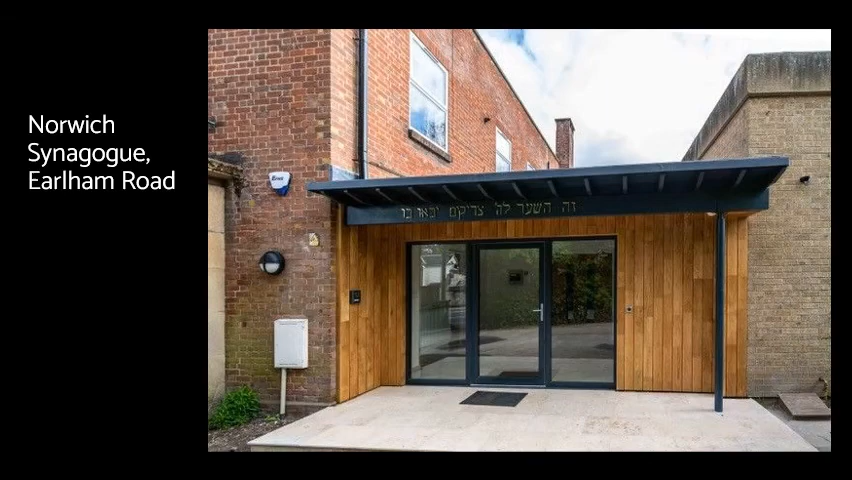 Norwich
Synagogue,
Earlham Road
זה השער לה' צדיקים יבאו בו